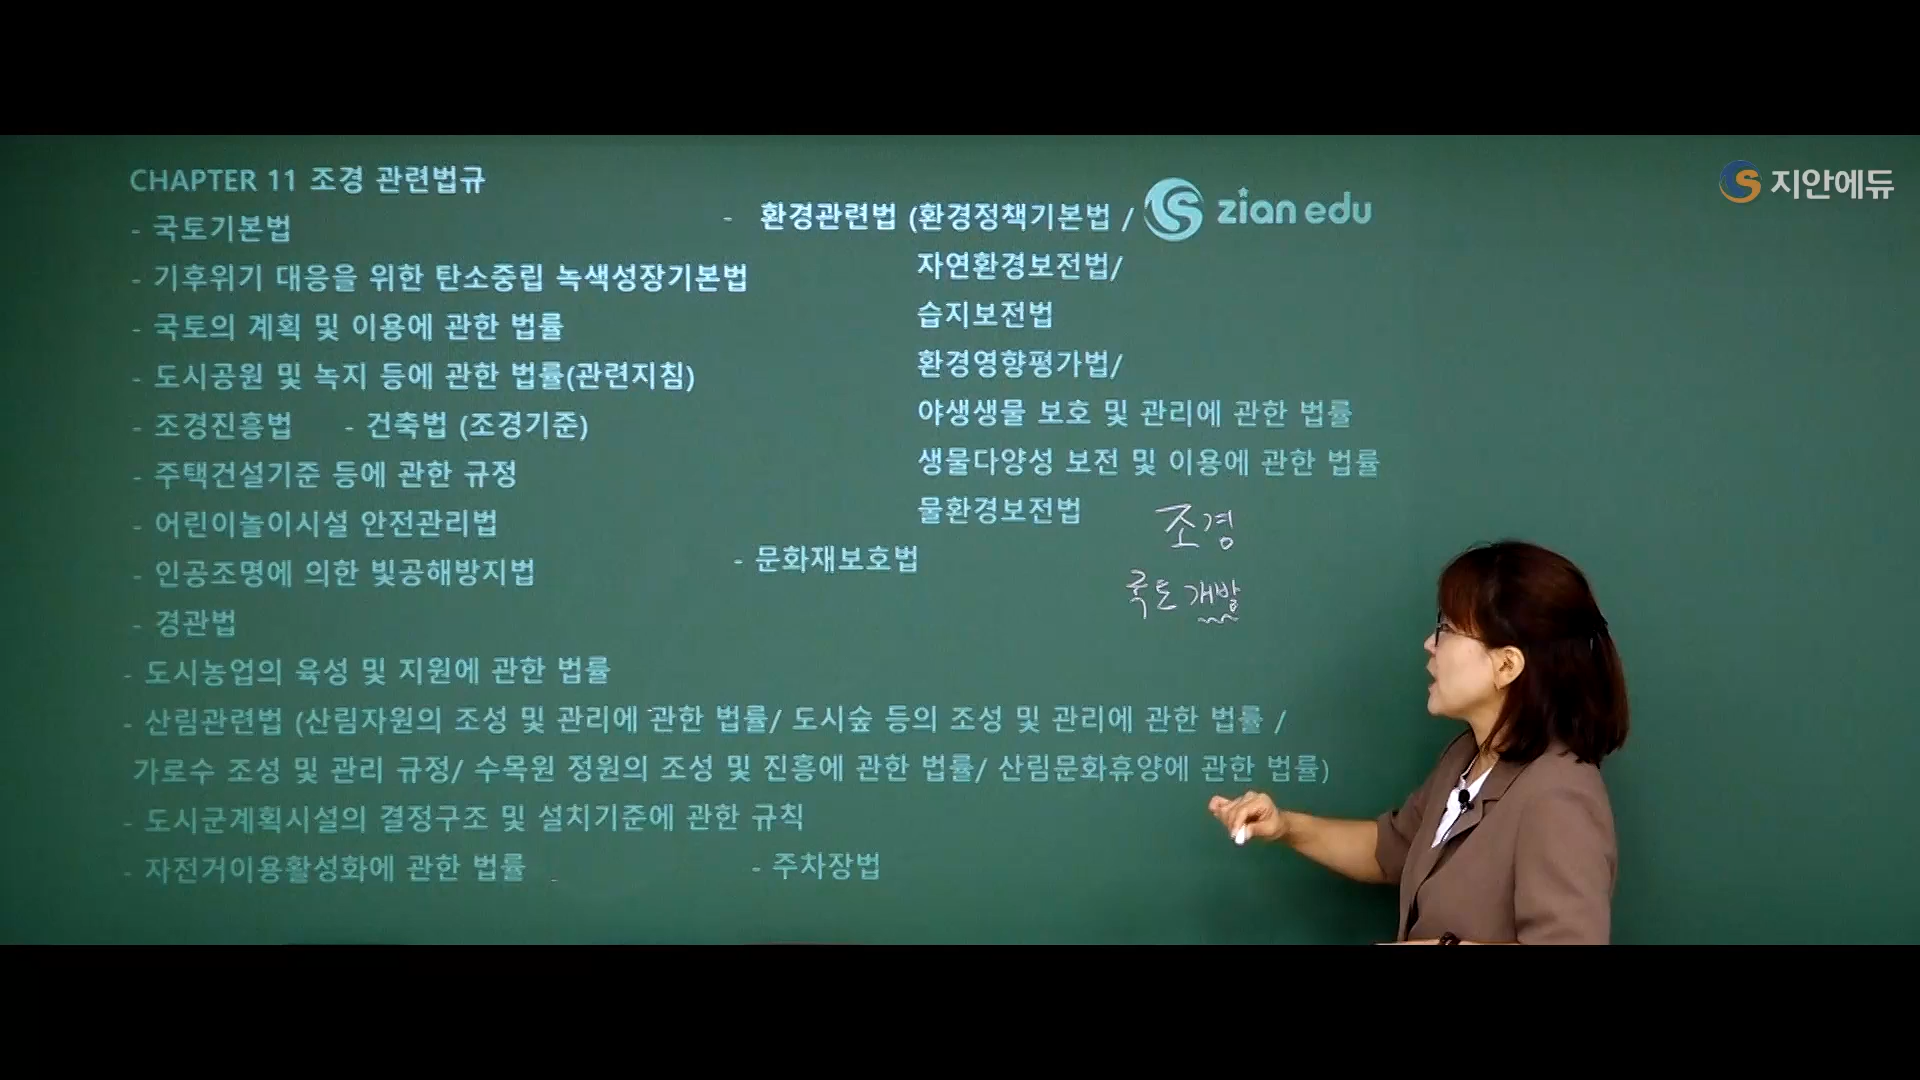 CHAPTER 11 조경 관련법규
- 국토기본법
- 기후위기 대응을 위한 탄소중립 녹색성장기본법
- 국토의 계획 및 이용에 관한 법률
- 도시공원 및 녹지 등에 관한 법률(관련지침)
- 조경진흥법 - 건축법 (조경기준)
- 주택건설기준 등에 관한 규정
- 어린이놀이시설 안전관리법
- 인공조명에 의한 빛공해방지법
- 경관법
- 도시농업의 육성 및 지원에 관한 법률
- 산림관련법 (산림자원의 조성 및 관리에 관한 법률/ 도시숲 등의 조성 및 관리에 관한 법률 /
가로수 조성 및 관리 규정/ 수목원 정원의 조성 및 진흥에 관한 법률/ 산림문화휴양에 관한 법률)
- 도시군계획시설의 결정구조 및 설치기준에 관한 규칙
- 자전거이용활성화에 관한 법률 - 주차장법
- 환경관련법 (환경정책기본법 /
자연환경보전법/
습지보전법
환경영향평가법/
야생생물 보호 및 관리에 관한 법률
생물다양성 보전 및 이용에 관한 법률
물환경보전법
- 문화재보호법
조경
국토개발
zian edu
지안에듀